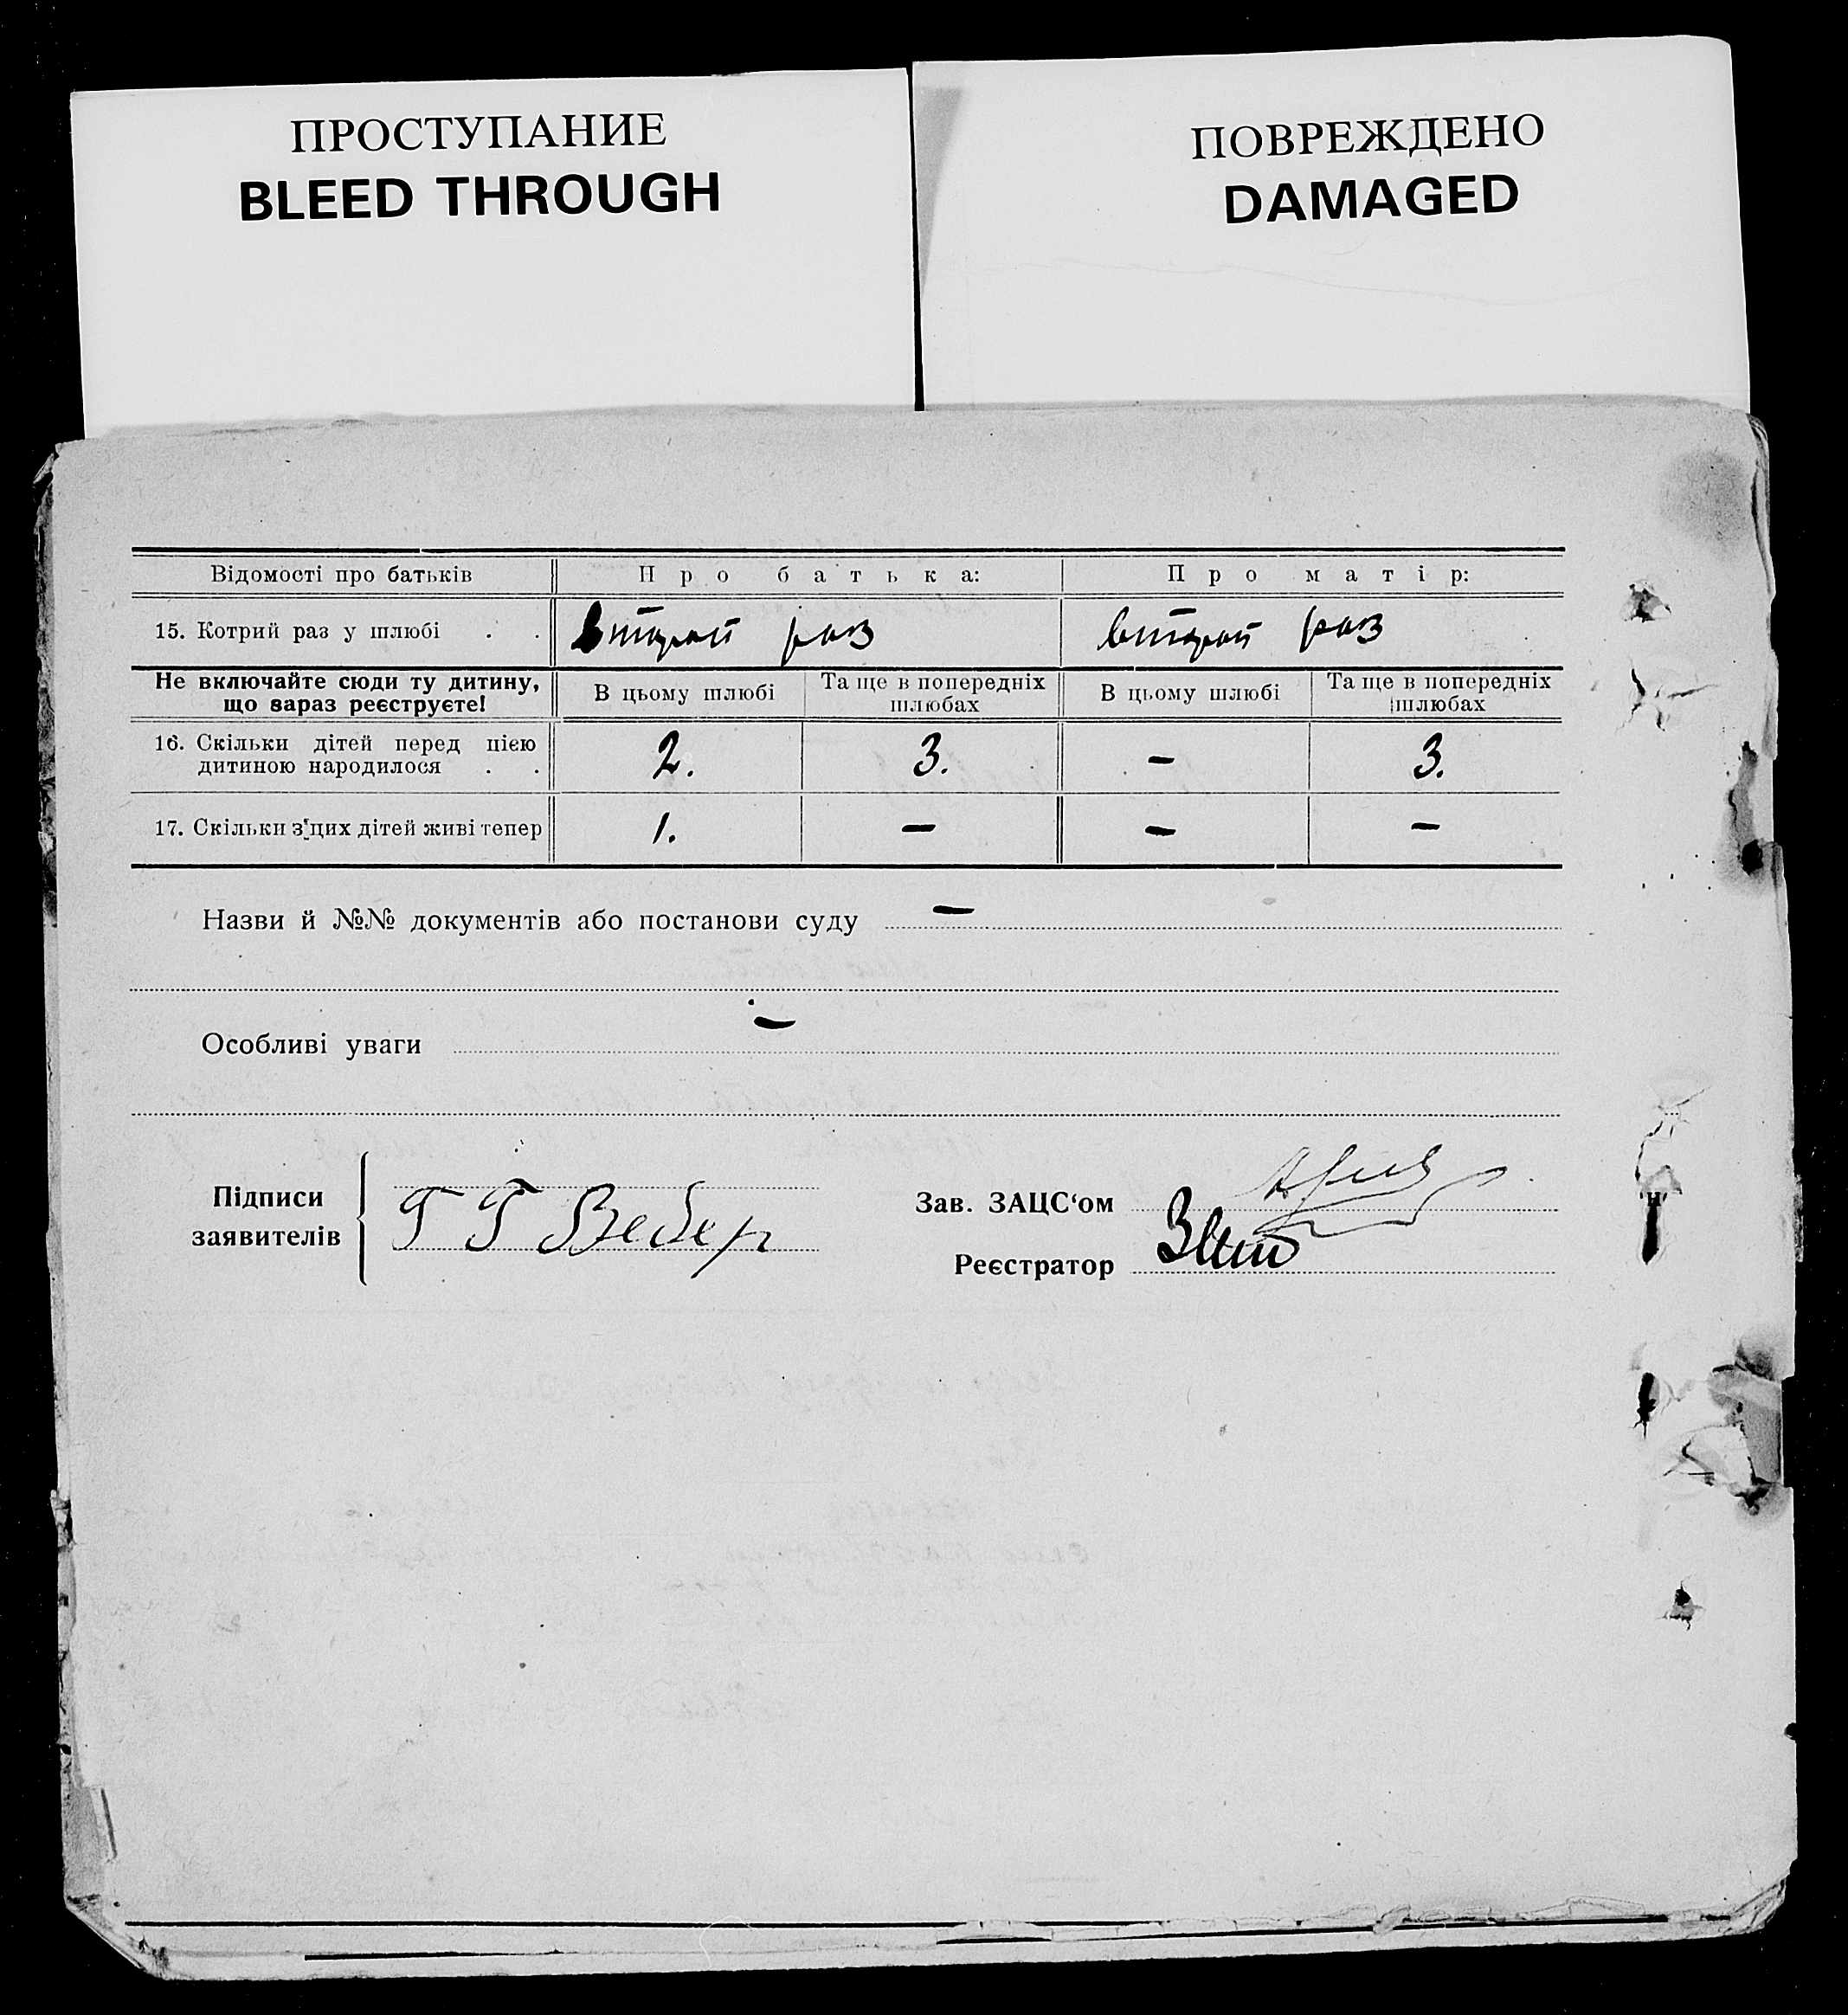 ПРОСТУПАНИЕ
BLEED THROUGH
ПОВРЕЖДЕНО
DAMAGED
Відомості про батьків Про батька: Про матір:
15. Котрий раз у шлюбі . . второй раз второй раз
Не включайте сюди ту дитину, що зараз реєструєте! В цьому шлюбі Та ще в попередніх шлюбах В цьому шлюбі Та ще в попередніх шлюбах
16. Скільки дітей перед цією дитиною народилося . . 2. 3. — 3.
17. Скільки з цих дітей живі тепер 1. — — —
Назви й №№ документів або постанови суду —
Особливі уваги —
Підписи заявителів Г Г Вебер
Зав. ЗАЦС‘ом
Реєстратор